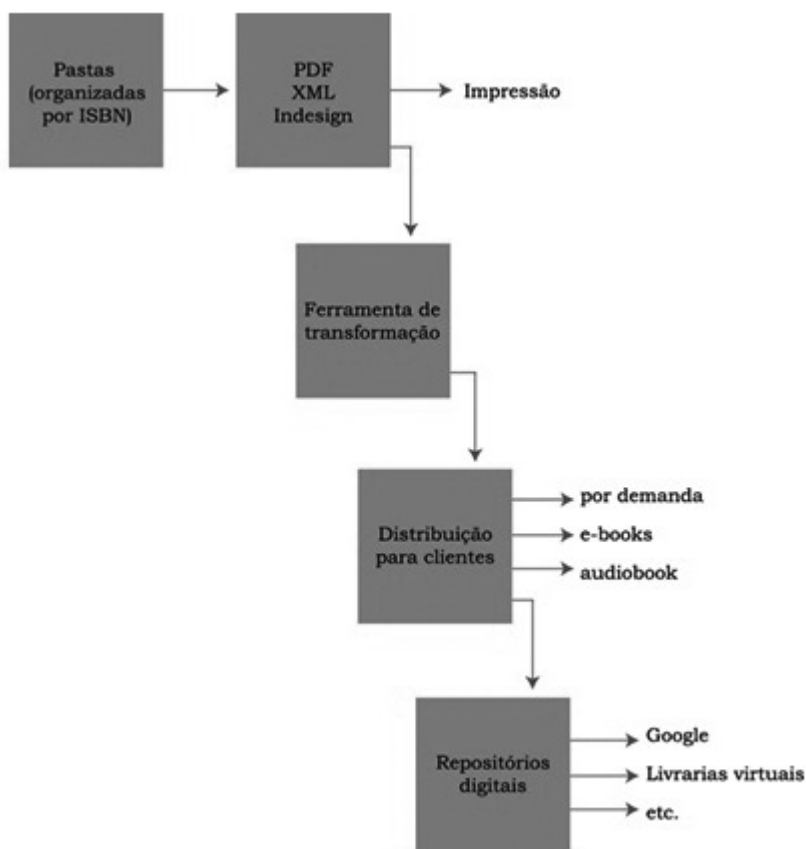 Pastas
(organizadas
por ISBN)
PDF
XML
Indesign
Impressão
Ferramenta de
transformação
Distribuição
para clientes
por demanda
e-books
audiobook
Repositórios
digitais
Google
Livrarias virtuais
etc.